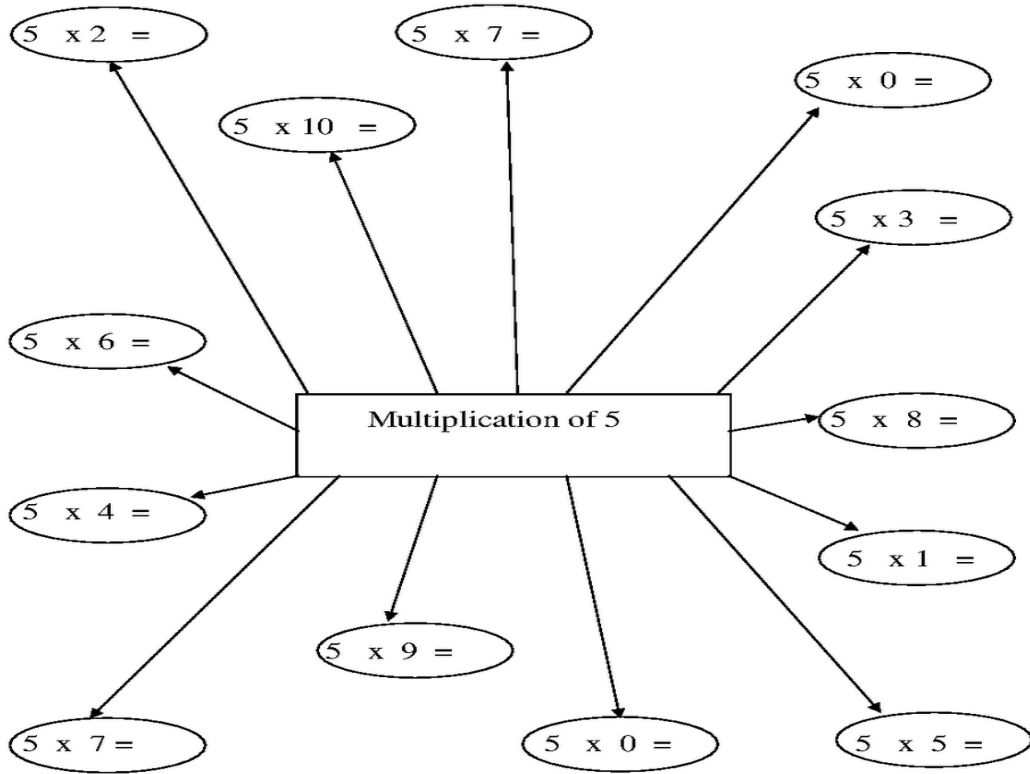 5 x 2 =
5 x 7 =
5 x 0 =
5 x 10 =
5 x 3 =
5 x 6 =
Multiplication of 5
5 x 8 =
5 x 4 =
5 x 1 =
5 x 9 =
5 x 7 =
5 x 0 =
5 x 5 =